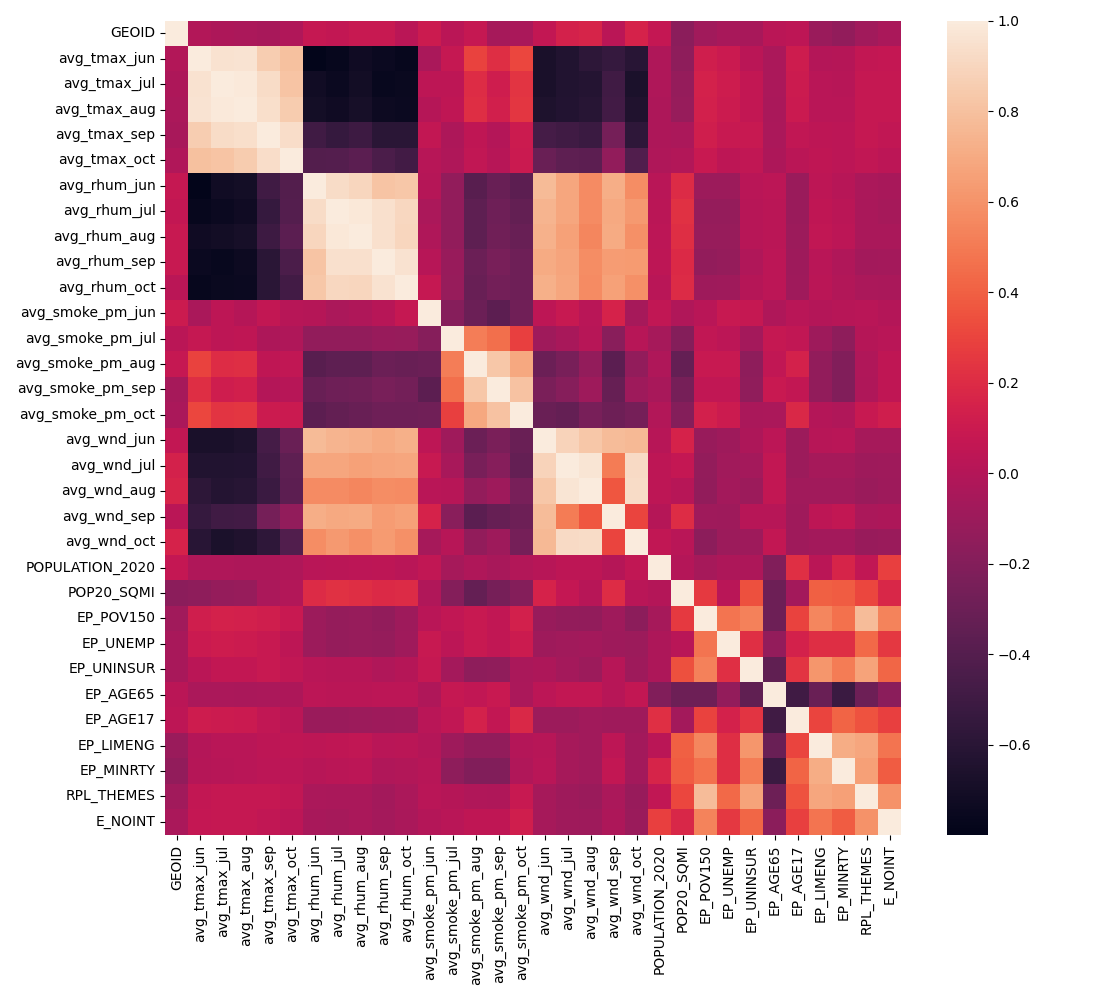 GEOID
avg_tmax_jun
avg_tmax_jul
avg_tmax_aug
avg_tmax_sep
avg_tmax_oct
avg_rhum_jun
avg_rhum_jul
avg_rhum_aug
avg_rhum_sep
avg_rhum_oct
avg_smoke_pm_jun
avg_smoke_pm_jul
avg_smoke_pm_aug
avg_smoke_pm_sep
avg_smoke_pm_oct
avg_wnd_jun
avg_wnd_jul
avg_wnd_aug
avg_wnd_sep
avg_wnd_oct
POPULATION_2020
POP20_SQMI
EP_POV150
EP_UNEMP
EP_UNINSUR
EP_AGE65
EP_AGE17
EP_LIMENG
EP_MINRTY
RPL_THEMES
E_NOINT
GEOID
avg_tmax_jun
avg_tmax_jul
avg_tmax_aug
avg_tmax_sep
avg_tmax_oct
avg_rhum_jun
avg_rhum_jul
avg_rhum_aug
avg_rhum_sep
avg_rhum_oct
avg_smoke_pm_jun
avg_smoke_pm_jul
avg_smoke_pm_aug
avg_smoke_pm_sep
avg_smoke_pm_oct
avg_wnd_jun
avg_wnd_jul
avg_wnd_aug
avg_wnd_sep
avg_wnd_oct
POPULATION_2020
POP20_SQMI
EP_POV150
EP_UNEMP
EP_UNINSUR
EP_AGE65
EP_AGE17
EP_LIMENG
EP_MINRTY
RPL_THEMES
E_NOINT
1.0
0.8
0.6
0.4
0.2
0.0
−0.2
−0.4
−0.6